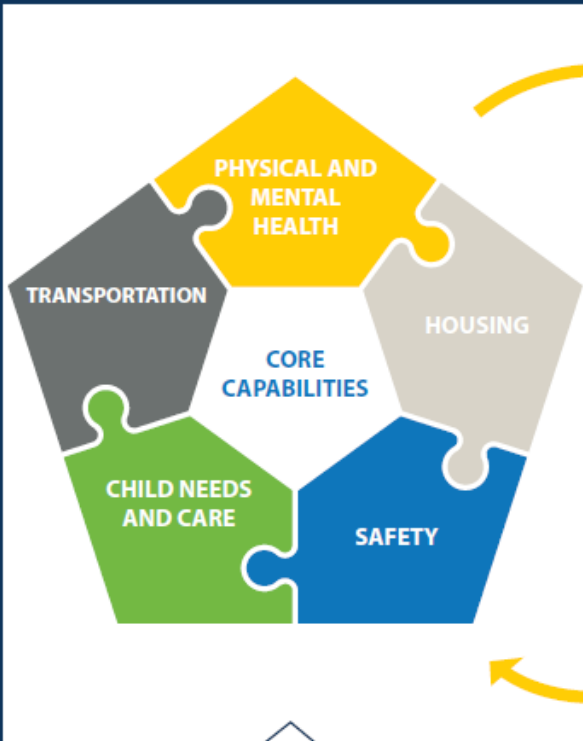 PHYSICAL AND
MENTAL
HEALTH
TRANSPORTATION
HOUSING
CORE
CAPABILITIES
CHILD NEEDS
AND CARE
SAFETY